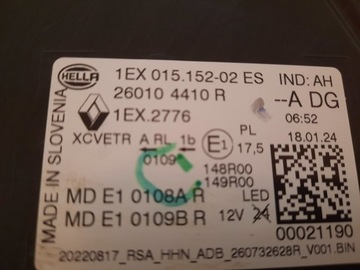 HELLA 1EX 015.152-02 ES IND: AH
26010 4410 R --A DG
1EX.2776 06:52
XCVETR A RL 1b E1 PL 18.01.24
0109 17,5
148R00
149R00
MD E1 0108A R LED
MD E1 0109B R 12V 24
00021190
20220817_RSA_HHN_ADB_260732628R_V001.BIN
MADE IN SLOVENIA